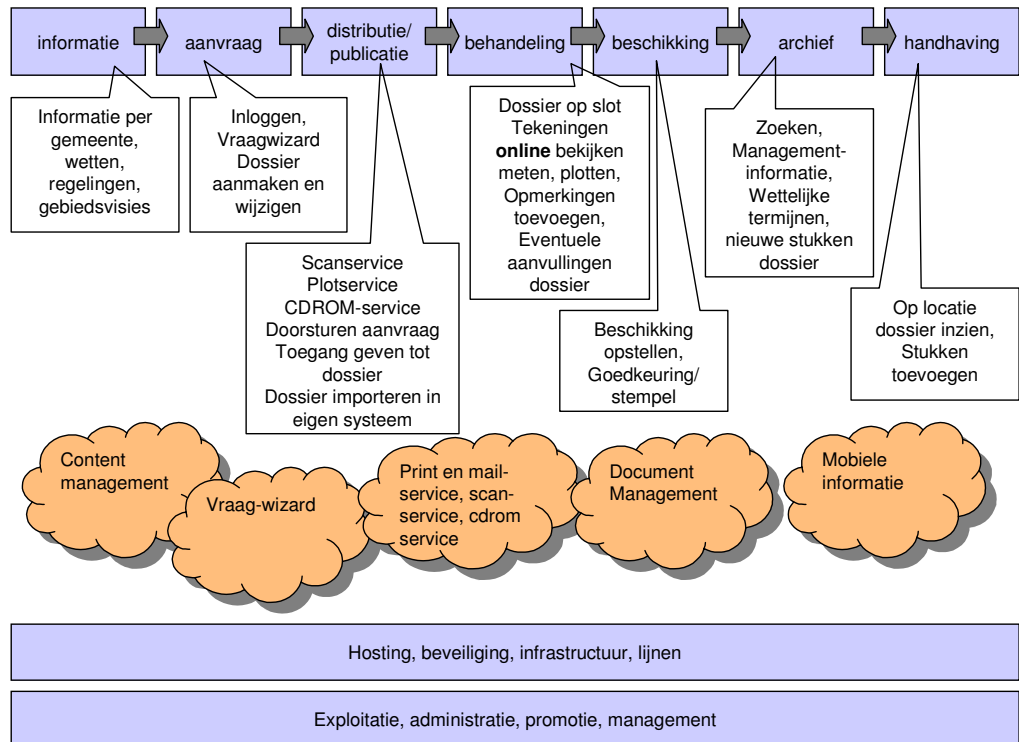 informatie
aanvraag
distributie/
publicatie
behandeling
beschikking
archief
handhaving
Informatie per
gemeente,
wetten,
regelingen,
gebiedsvisies
Inloggen,
Vraagwizard
Dossier
aanmaken en
wijzigen
Scanservice
Plotservice
CDROM-service
Doorsturen aanvraag
Toegang geven tot
dossier
Dossier importeren in
eigen systeem
Dossier op slot
Tekeningen
online bekijken
meten, plotten,
Opmerkingen
toevoegen,
Eventuele
aanvullingen
dossier
Beschikking
opstellen,
Goedkeuring/
stempel
Zoeken,
Management-
informatie,
Wettelijke
termijnen,
nieuwe stukken
dossier
Op locatie
dossier inzien,
Stukken
toevoegen
Content
management
Vraag-wizard
Print en mail-
service, scan-
service, cdrom
service
Document
Management
Mobiele
informatie
Hosting, beveiliging, infrastructuur, lijnen
Exploitatie, administratie, promotie, management